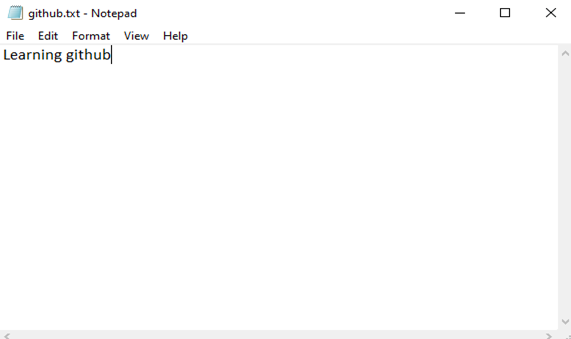 github.txt - Notepad
File Edit Format View Help
Learning github